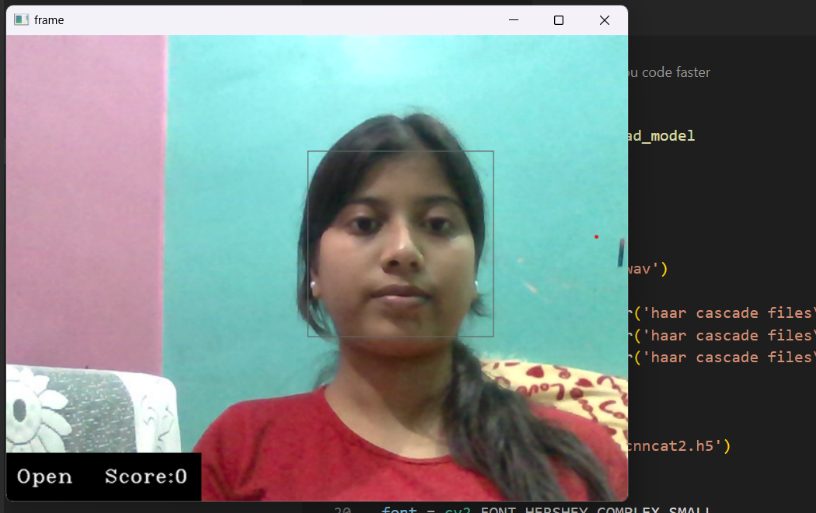 frame
ou code faster
ad_model
wav')
r('haar cascade files\
r('haar cascade files\
r('haar cascade files\
cnncat2.h5')
Open Score:0
20 font = cv2.FONT_HERSHEY_COMPLEX_SMALL